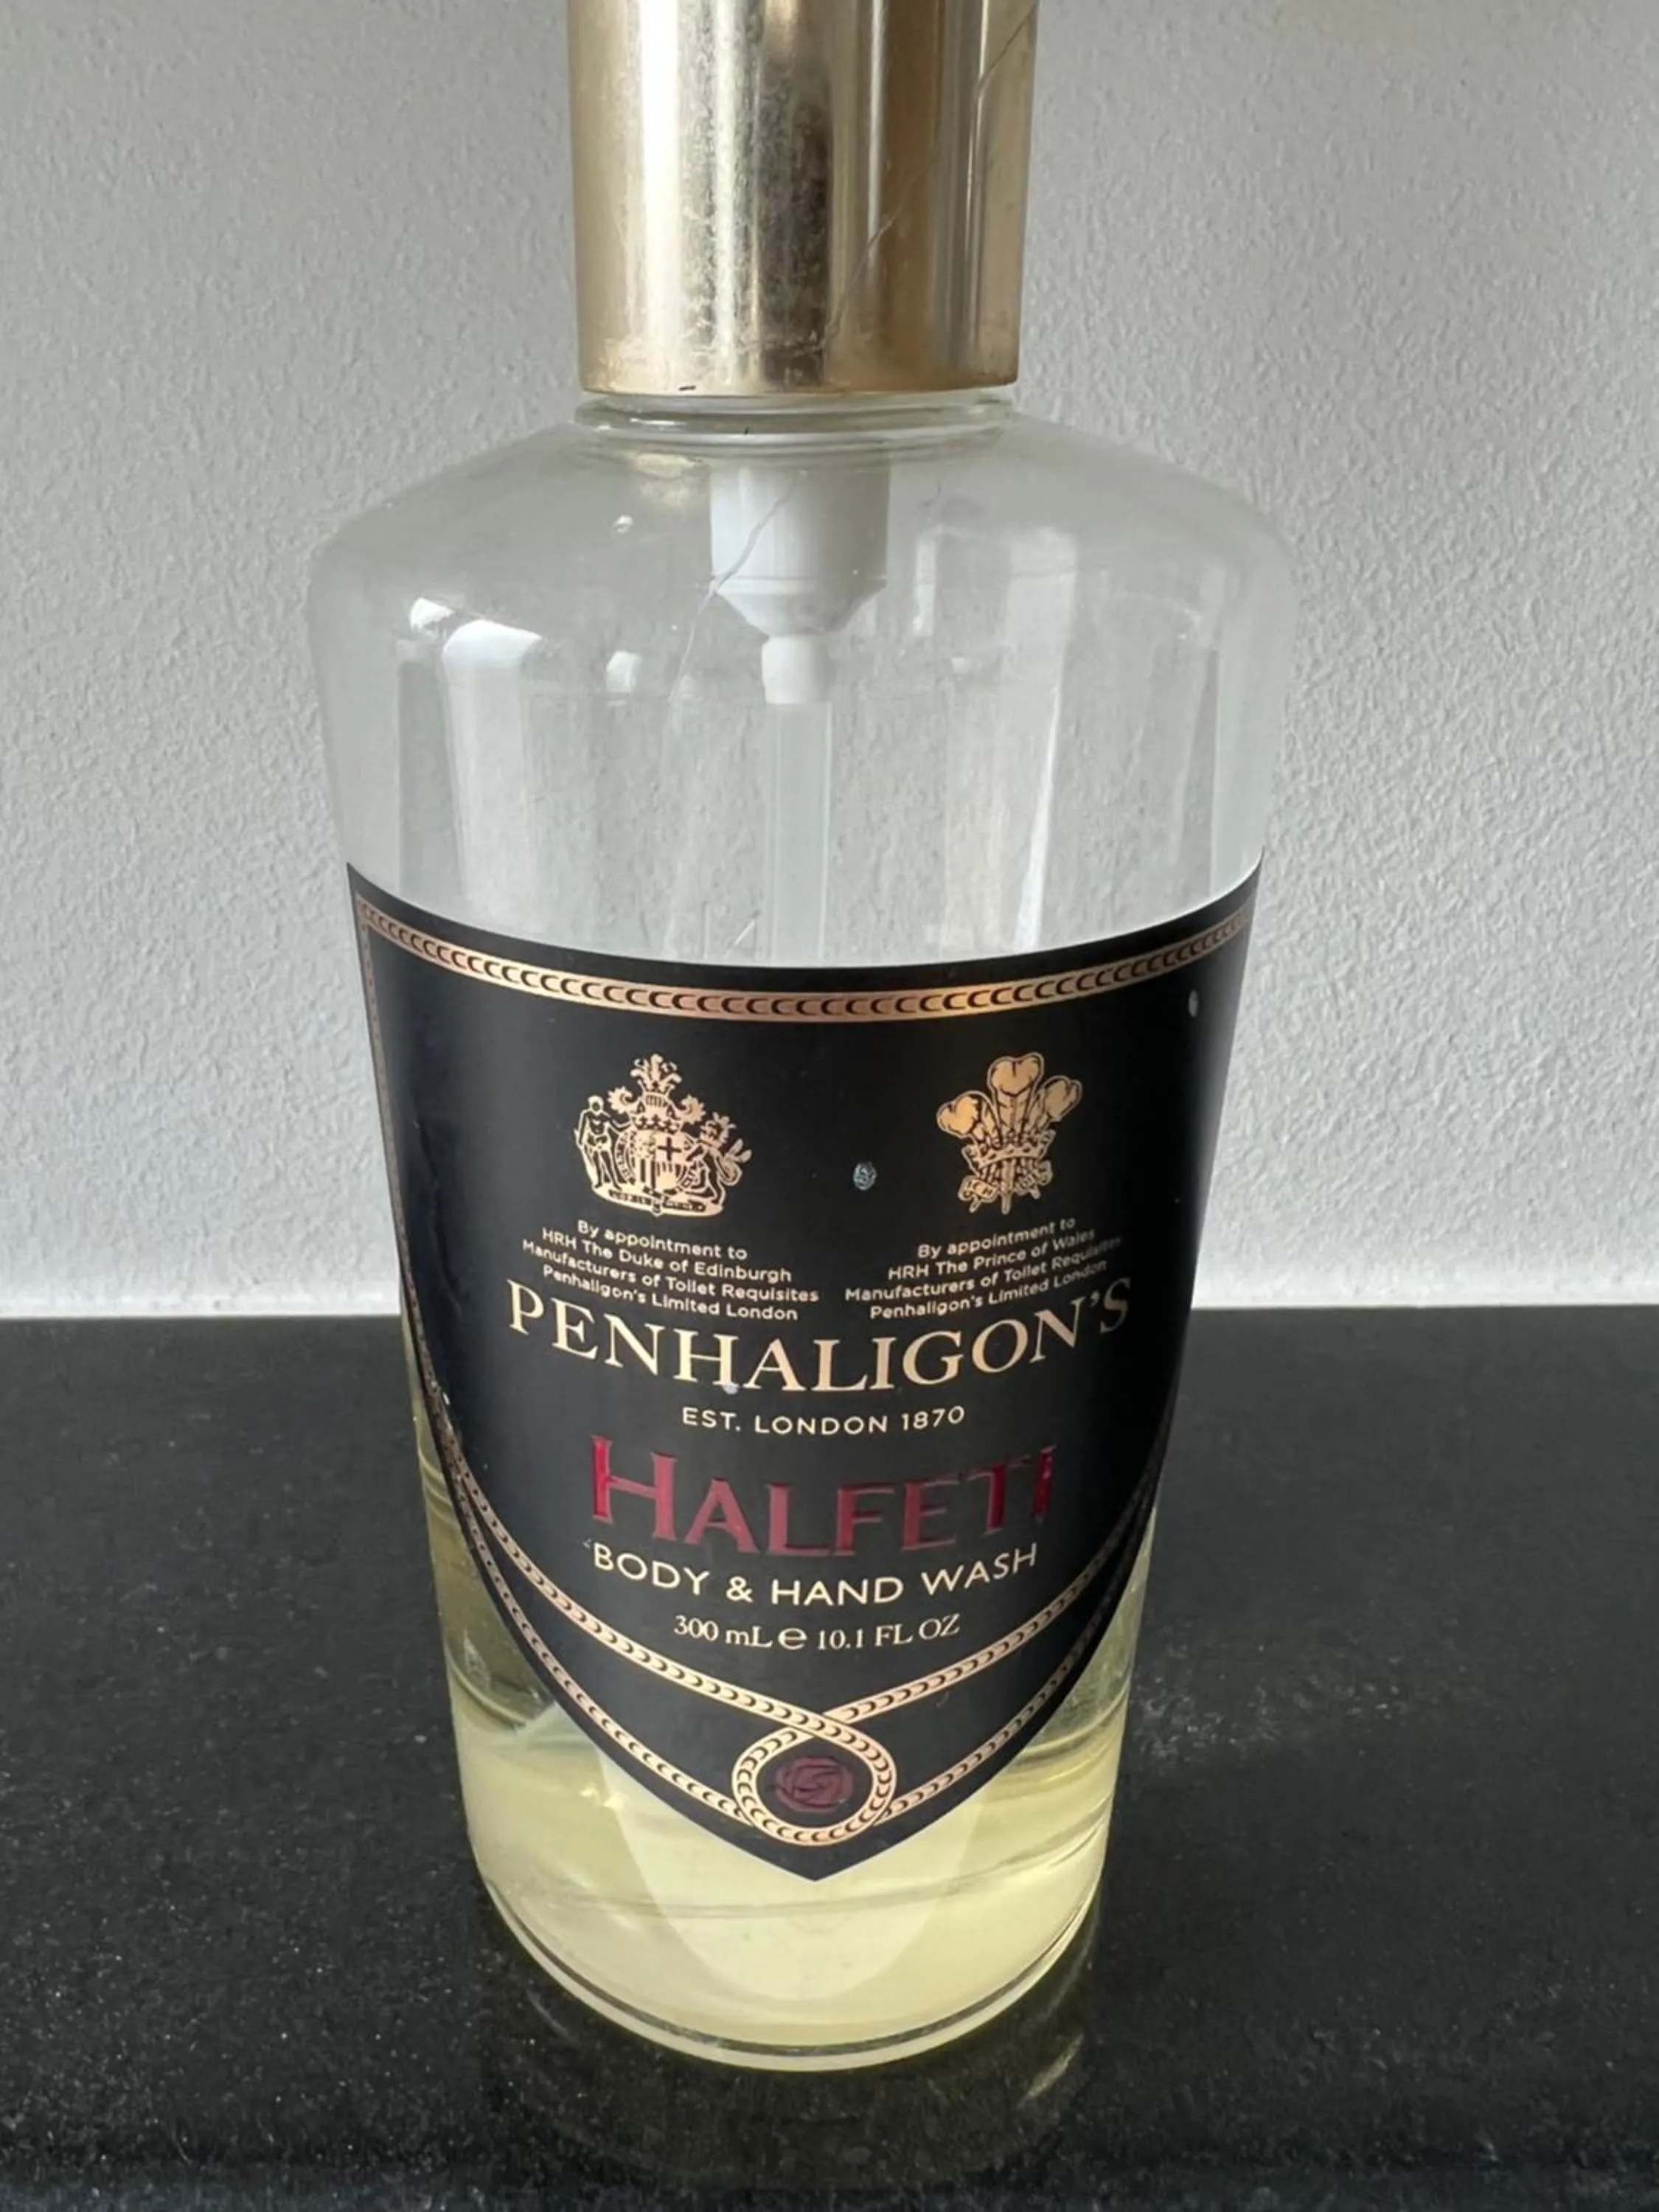 By appointment to
HRH The Duke of Edinburgh
Manufacturers of Toilet Requisites
Penhaligon's Limited London
By appointment to
HRH The Prince of Wales
Manufacturers of Toilet Requisites
Penhaligon's Limited London
PENHALIGON'S
EST. LONDON 1870
HALFETI
BODY & HAND WASH
300 mL ℮ 10.1 FL OZ